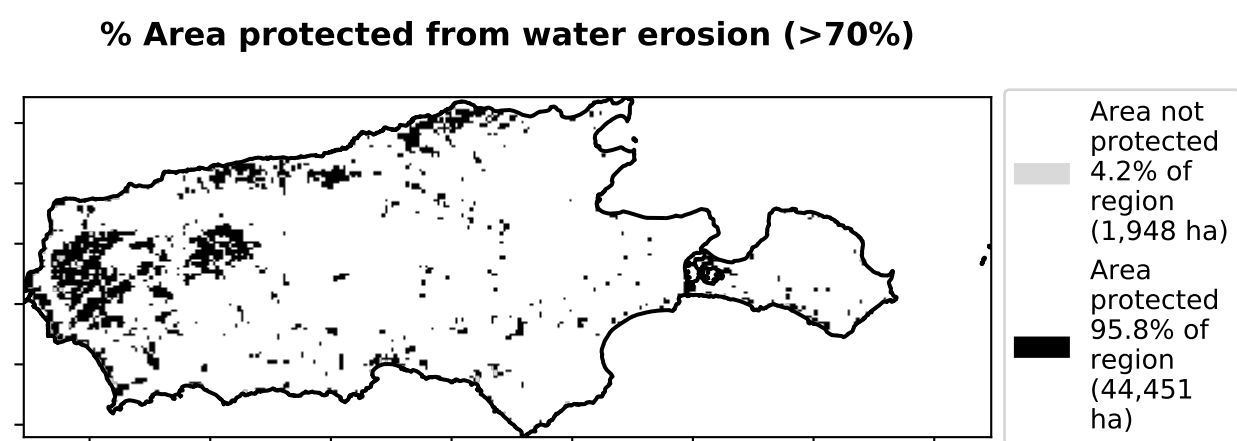 % Area protected from water erosion (>70%)
Area not
protected
4.2% of
region
(1,948 ha)
Area
protected
95.8% of
region
(44,451
ha)